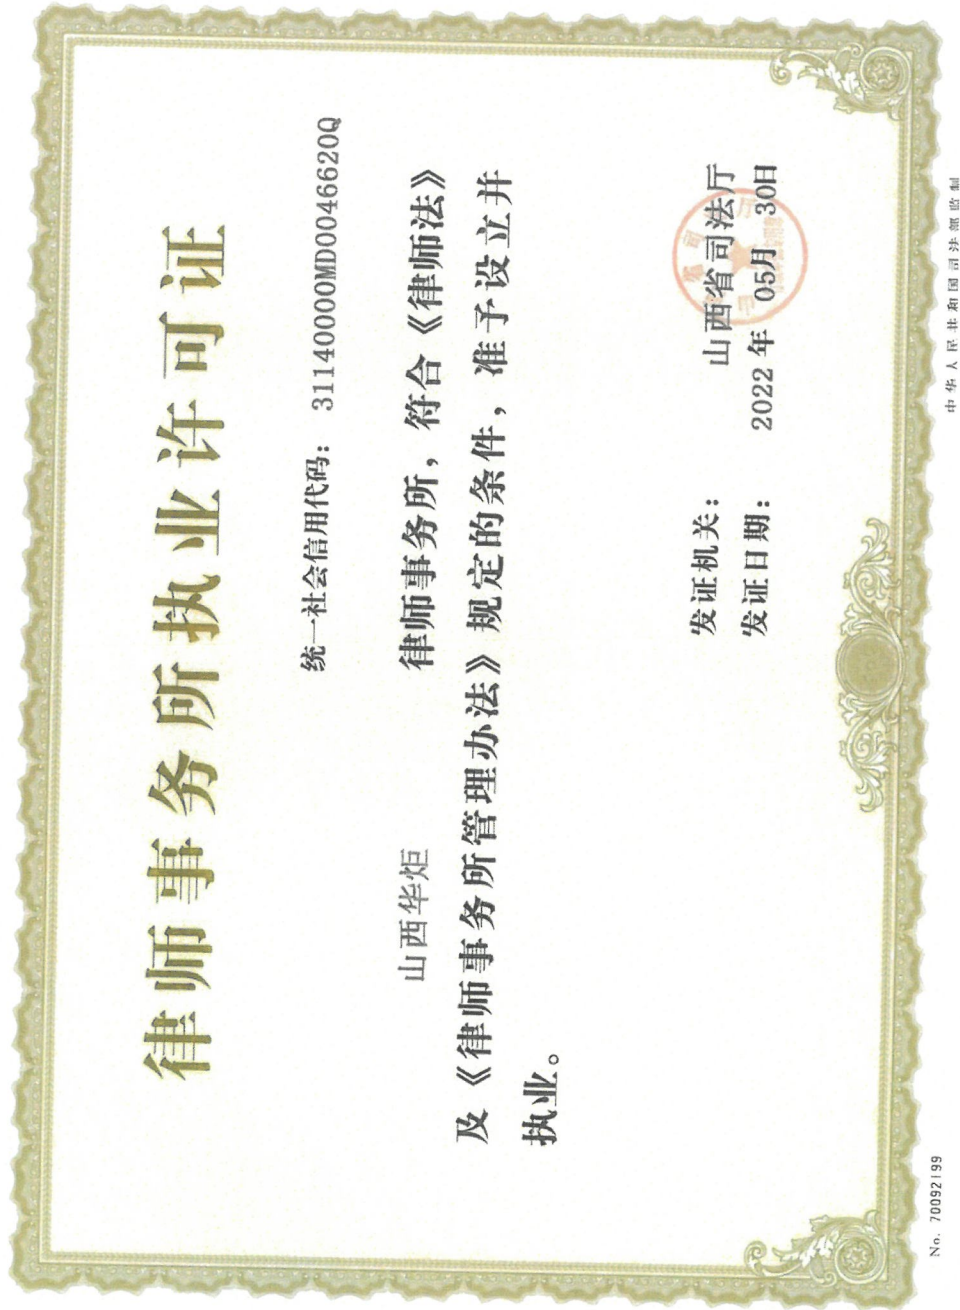 律师事务所执业许可证
统一社会信用代码: 31140000MD0046620Q
山西华炬 律师事务所，符合《律师法》
及《律师事务所管理办法》规定的条件，准予设立并
执业。
发证机关: 山西省司法厅
发证日期: 2022 年 05月 30日
No. 70092199
中华人民共和国司法部监制